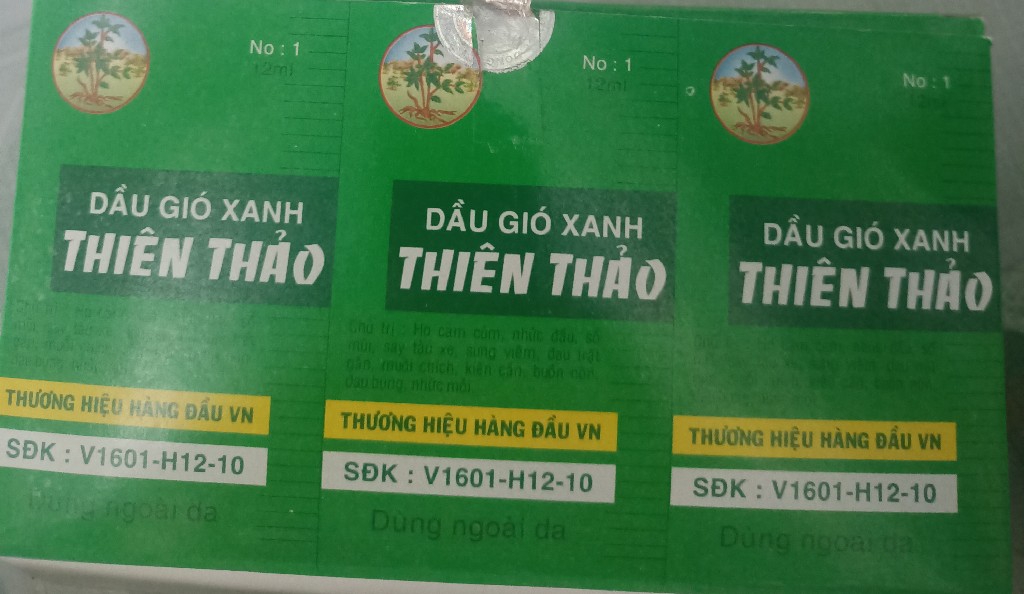 No : 1
12ml
DẦU GIÓ XANH
THIÊN THẢO
THƯƠNG HIỆU HÀNG ĐẦU VN
SĐK : V1601-H12-10
Dùng ngoài da
No : 1
12ml
DẦU GIÓ XANH
THIÊN THẢO
Chủ trị : Ho cảm cúm, nhức đầu, sổ
mũi, say tàu xe, sưng viêm, đau trật
gân, muỗi chích, kiến cắn, buồn nôn,
đau bụng, nhức mỏi.
THƯƠNG HIỆU HÀNG ĐẦU VN
SĐK : V1601-H12-10
Dùng ngoài da
No : 1
DẦU GIÓ XANH
THIÊN THẢO
THƯƠNG HIỆU HÀNG ĐẦU VN
SĐK : V1601-H12-10
Dùng ngoài da